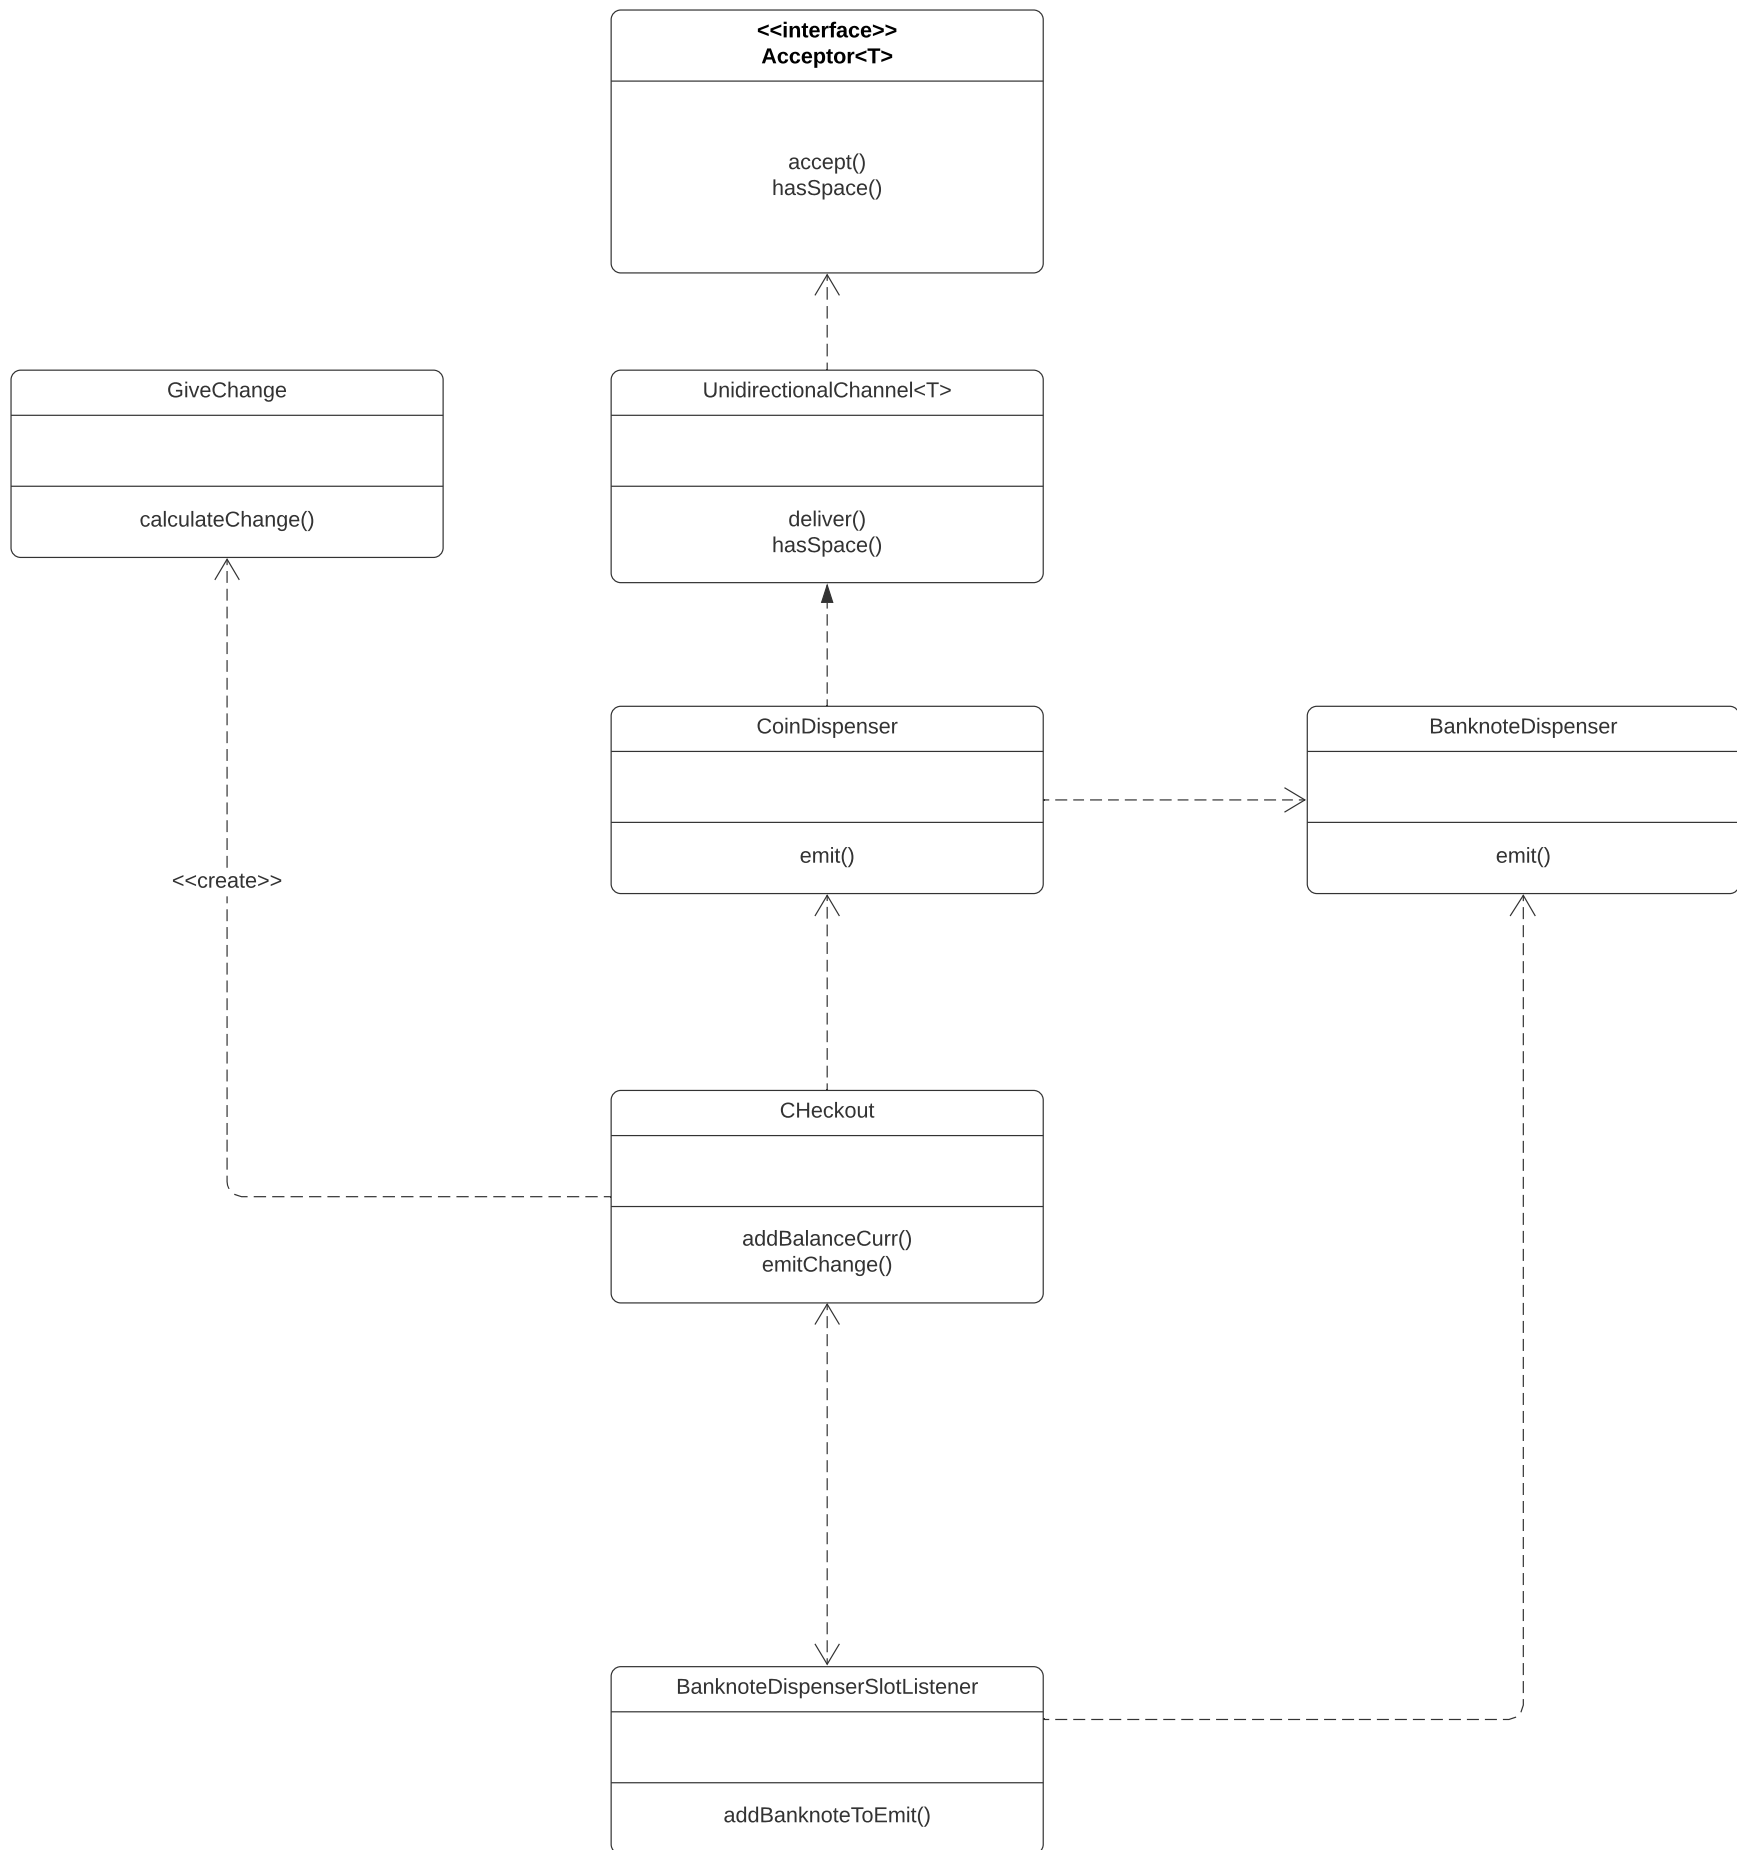 <<interface>>
Acceptor<T>
accept()
hasSpace()
GiveChange
calculateChange()
UnidirectionalChannel<T>
deliver()
hasSpace()
CoinDispenser
emit()
BanknoteDispenser
emit()
<<create>>
CHeckout
addBalanceCurr()
emitChange()
BanknoteDispenserSlotListener
addBanknoteToEmit()